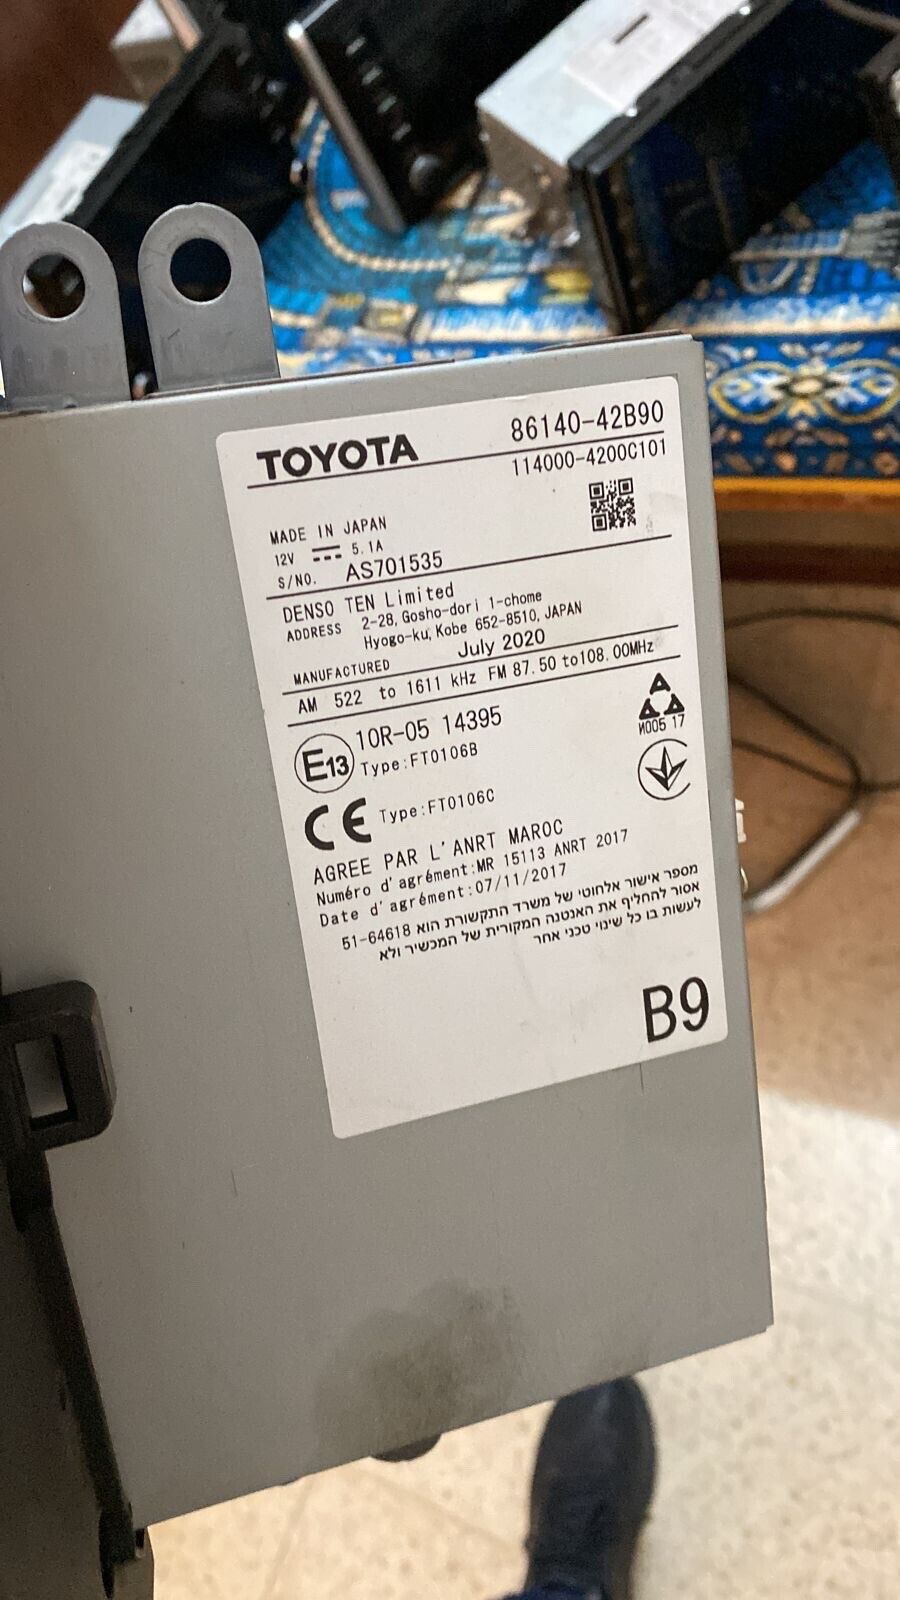 TOYOTA 86140-42B90
114000-4200C101
MADE IN JAPAN
12V 5.1A
S/NO. AS701535
DENSO TEN Limited
ADDRESS 2-28, Gosho-dori 1-chome
Hyogo-ku, Kobe 652-8510, JAPAN
MANUFACTURED July 2020
AM 522 to 1611 kHz FM 87.50 to108.00MHz
E13 10R-05 14395
Type:FT0106B
И005 17
CE Type:FT0106C
AGREE PAR L'ANRT MAROC
Numéro d'agrément:MR 15113 ANRT 2017
Date d'agrément:07/11/2017
מספר אישור אלחוטי של משרד התקשורת הוא 51-64618
אסור להחליף את האנטנה המקורית של המכשיר ולא
לעשות בו כל שינוי טכני אחר
B9